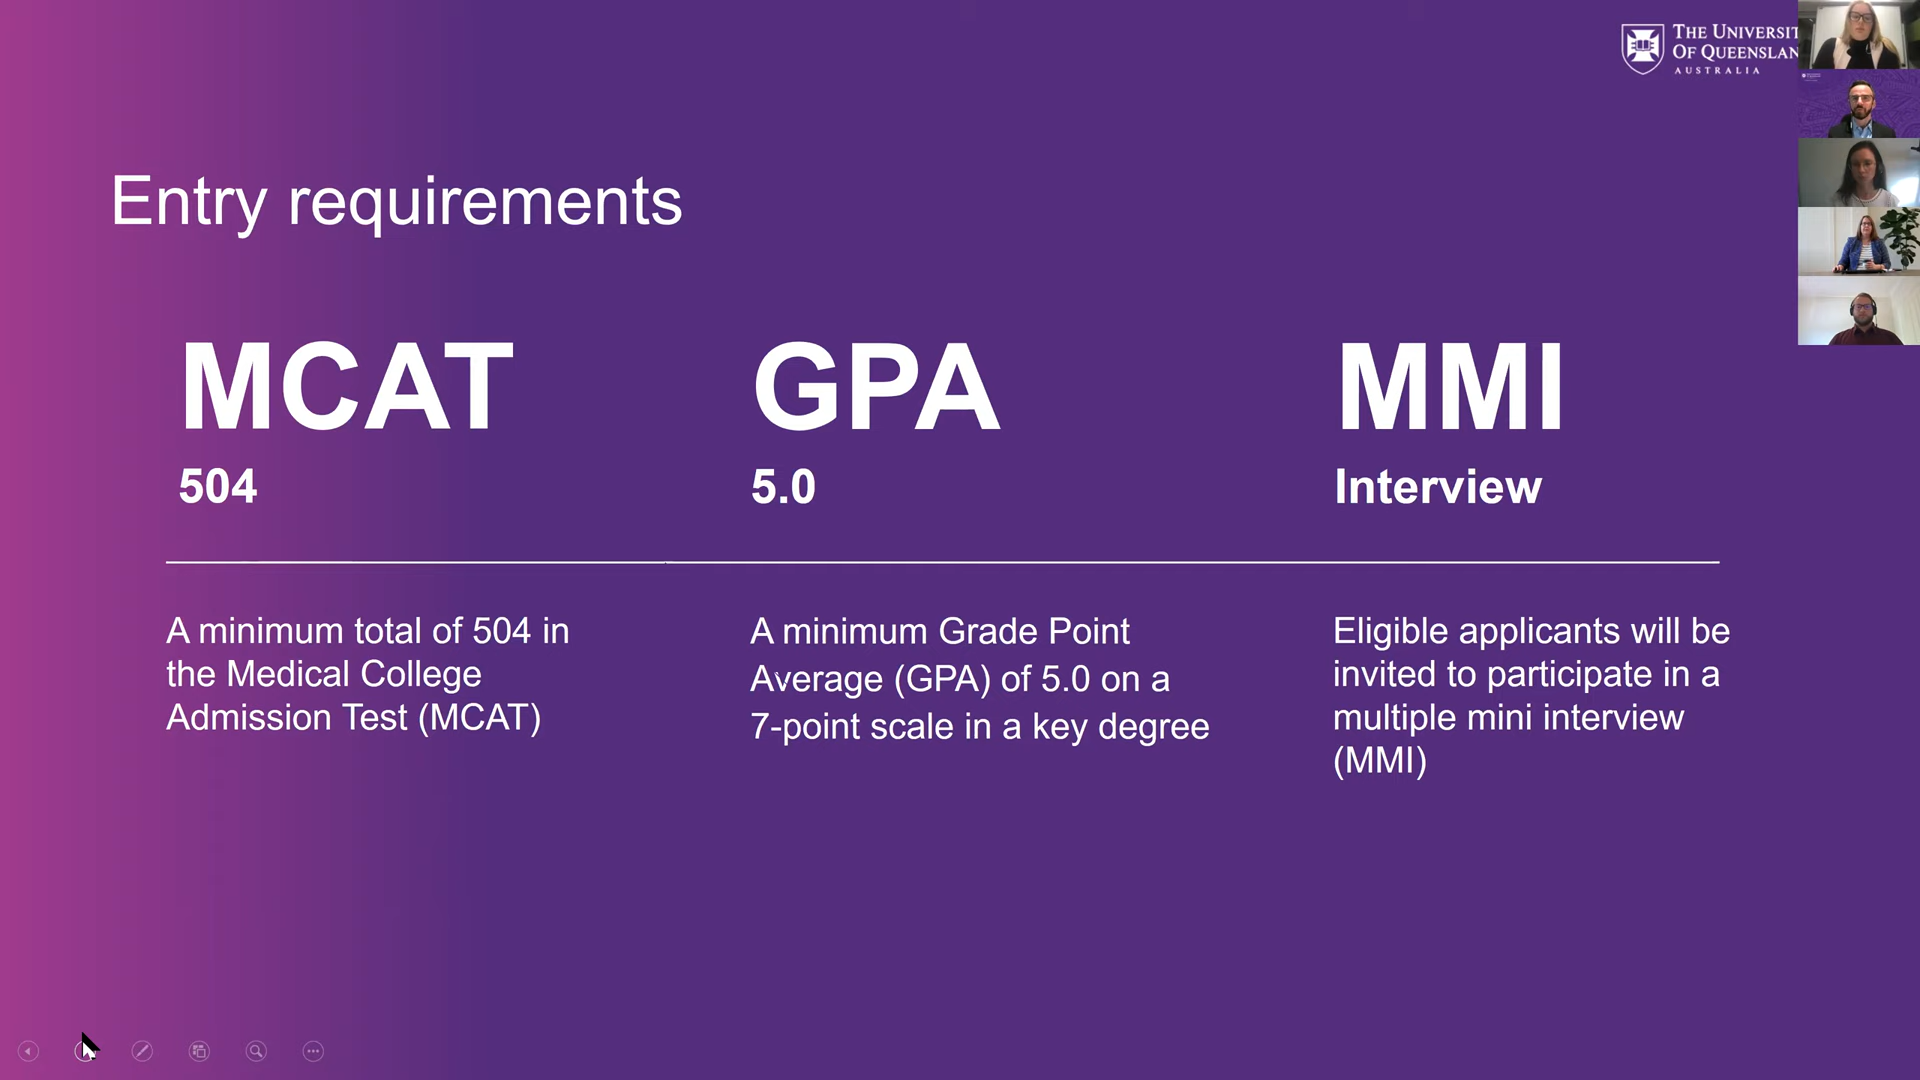 THE UNIVERSIT
OF QUEENSLAN
AUSTRALIA
Entry requirements
MCAT
504
A minimum total of 504 in
the Medical College
Admission Test (MCAT)
GPA
5.0
A minimum Grade Point
Average (GPA) of 5.0 on a
7-point scale in a key degree
MMI
Interview
Eligible applicants will be
invited to participate in a
multiple mini interview
(MMI)